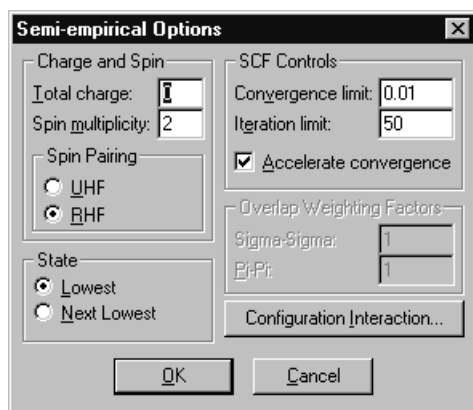 Semi-empirical Options
Charge and Spin
Total charge:
Spin multiplicity: 2
Spin Pairing
UHF
RHF
State
Lowest
Next Lowest
SCF Controls
Convergence limit: 0.01
Iteration limit: 50
Accelerate convergence
Overlap Weighting Factors
Sigma-Sigma: 1
Pi-Pi: 1
Configuration Interaction...
OK
Cancel